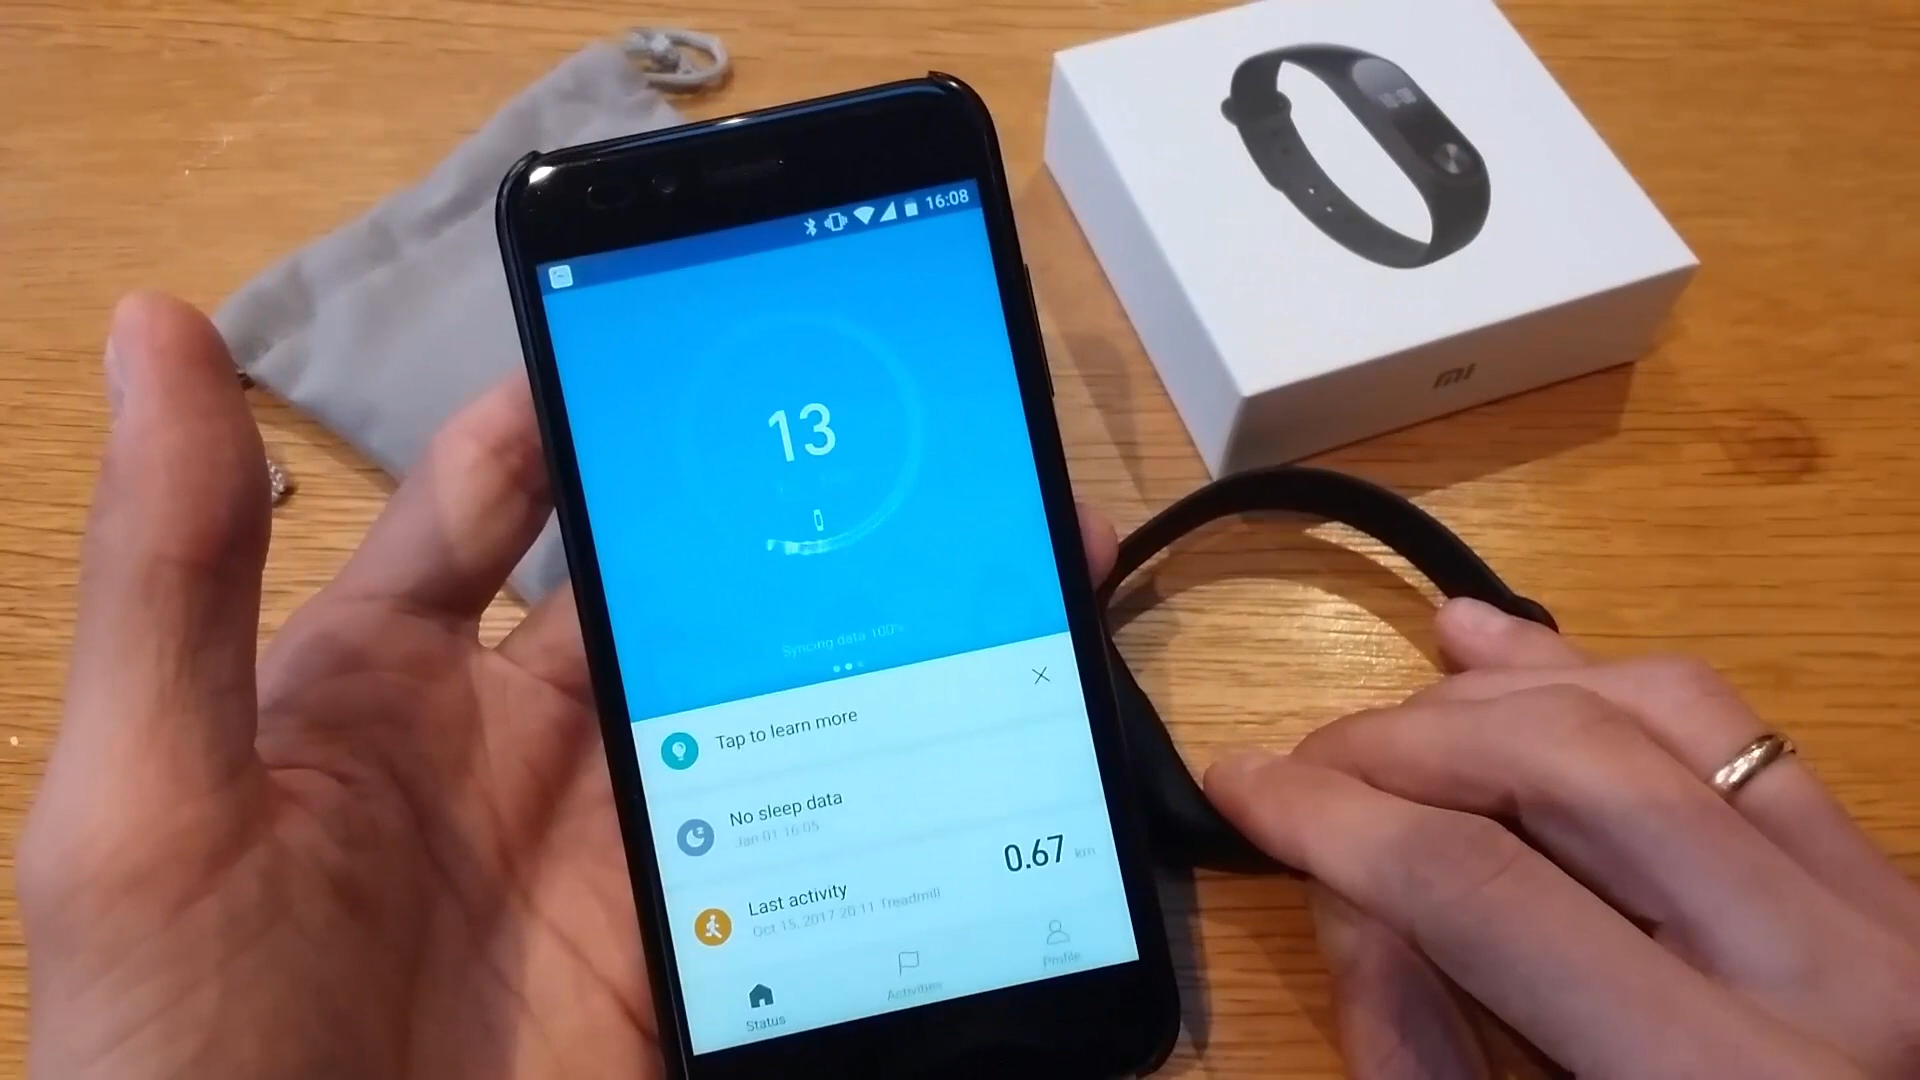 16:08
13
Syncing data 100%
Tap to learn more
No sleep data
Jan 01 16:05
Last activity
0.67 km
Oct 15, 2017 20:11 Treadmill
Status
Activities
Profile
MI